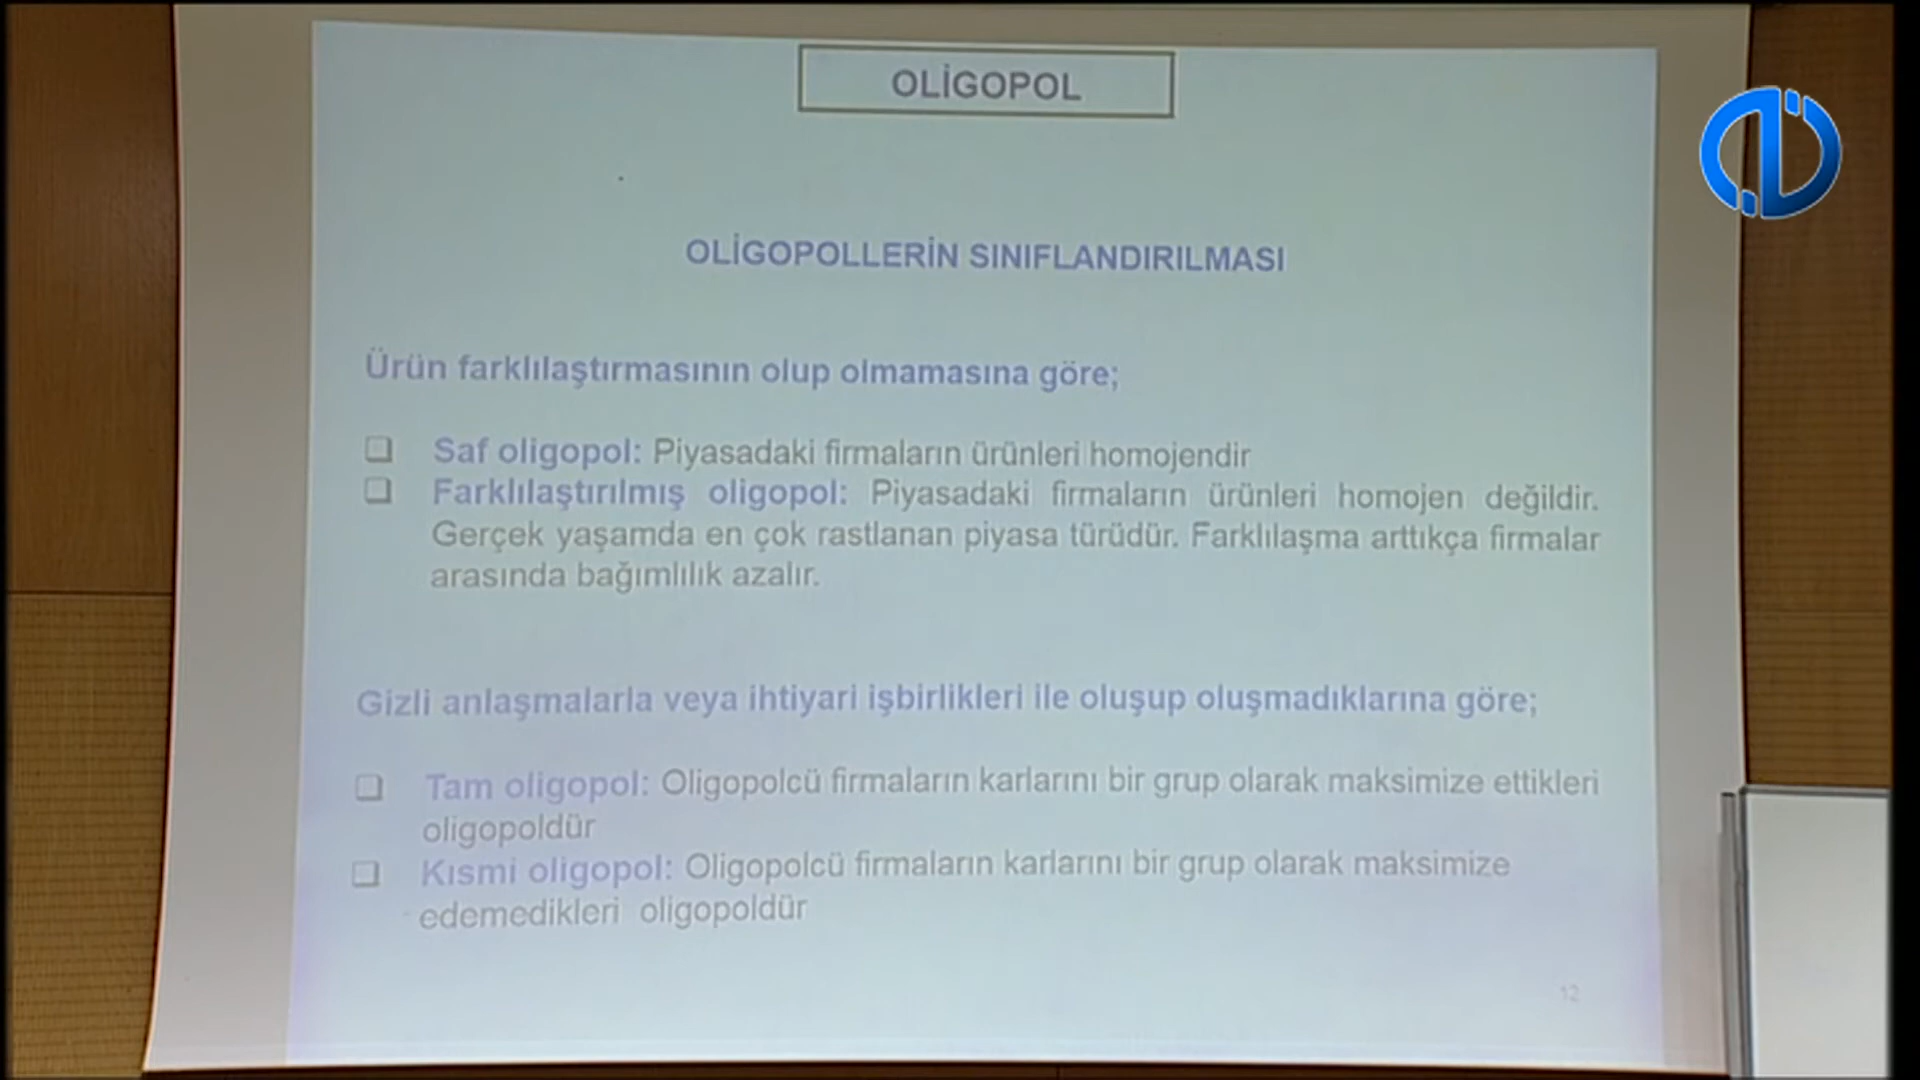 OLİGOPOL
OLİGOPOLLERİN SINIFLANDIRILMASI
Ürün farklılaştırmasının olup olmamasına göre;
Saf oligopol: Piyasadaki firmaların ürünleri homojendir
Farklılaştırılmış oligopol: Piyasadaki firmaların ürünleri homojen değildir.
Gerçek yaşamda en çok rastlanan piyasa türüdür. Farklılaşma arttıkça firmalar
arasında bağımlılık azalır.
Gizli anlaşmalarla veya ihtiyari işbirlikleri ile oluşup oluşmadıklarına göre;
Tam oligopol: Oligopolcü firmaların karlarını bir grup olarak maksimize ettikleri
oligopoldür
Kısmi oligopol: Oligopolcü firmaların karlarını bir grup olarak maksimize
edemedikleri oligopoldür
12